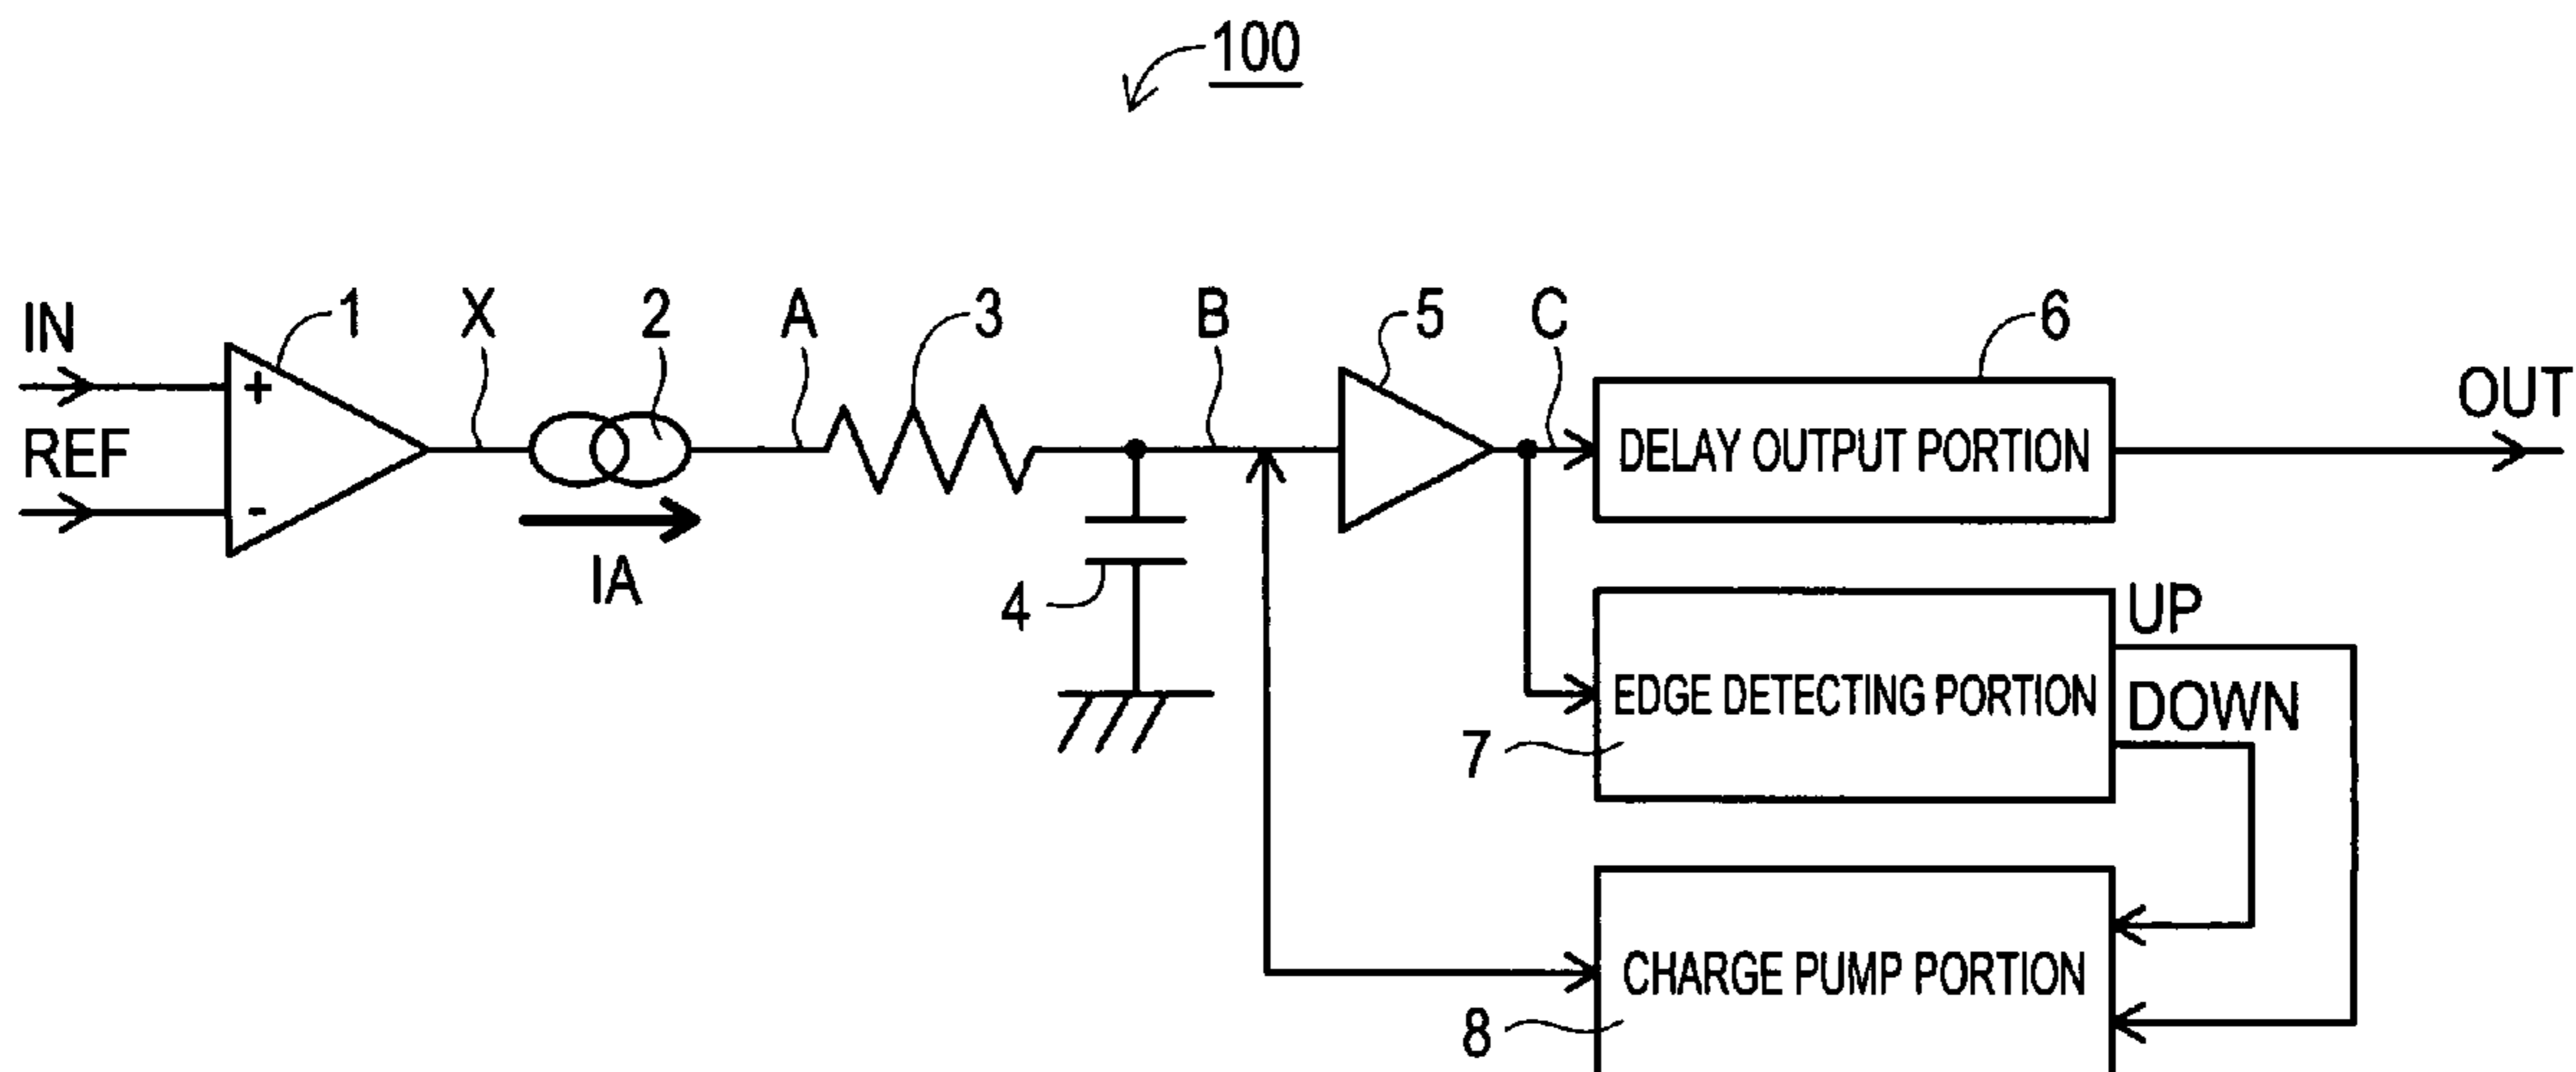 100
IN
REF
+
-
1
X
2
IA
A
3
4
B
5
C
6
DELAY OUTPUT PORTION
OUT
7
EDGE DETECTING PORTION
UP
DOWN
8
CHARGE PUMP PORTION